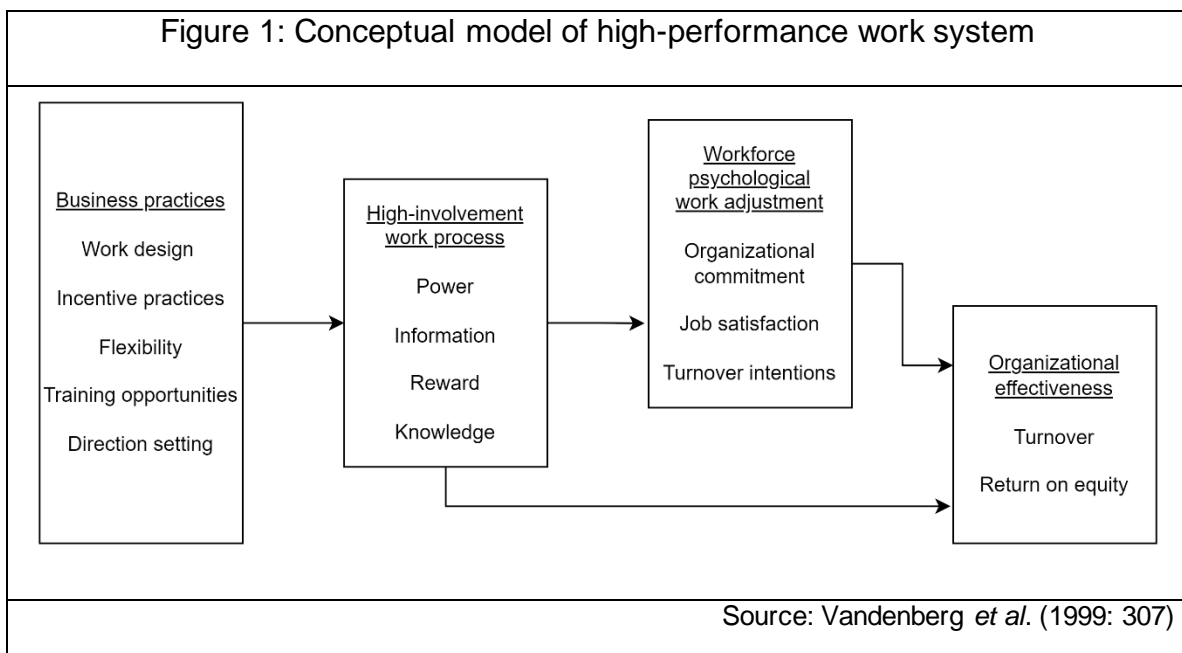 Figure 1: Conceptual model of high-performance work system
Business practices
Work design
Incentive practices
Flexibility
Training opportunities
Direction setting
High-involvement
work process
Power
Information
Reward
Knowledge
Workforce
psychological
work adjustment
Organizational
commitment
Job satisfaction
Turnover intentions
Organizational
effectiveness
Turnover
Return on equity
Source: Vandenberg et al. (1999: 307)